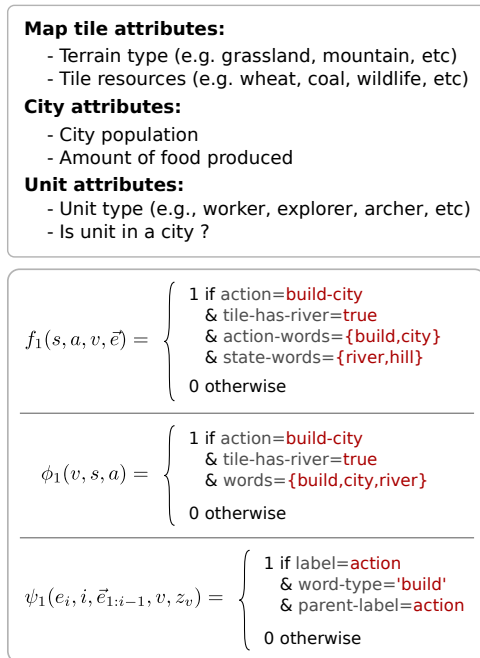 Map tile attributes:
- Terrain type (e.g. grassland, mountain, etc)
- Tile resources (e.g. wheat, coal, wildlife, etc)
City attributes:
- City population
- Amount of food produced
Unit attributes:
- Unit type (e.g., worker, explorer, archer, etc)
- Is unit in a city ?
1 if action=build-city
& tile-has-river=true
f₁(s, a, v, e⃗) = { & action-words={build,city}
& state-words={river,hill}
0 otherwise
1 if action=build-city
& tile-has-river=true
ϕ₁(v, s, a) = { & words={build,city,river}
0 otherwise
1 if label=action
ψ₁(eᵢ, i, e⃗₁:ᵢ₋₁, v, zᵥ) = { & word-type='build'
& parent-label=action
0 otherwise